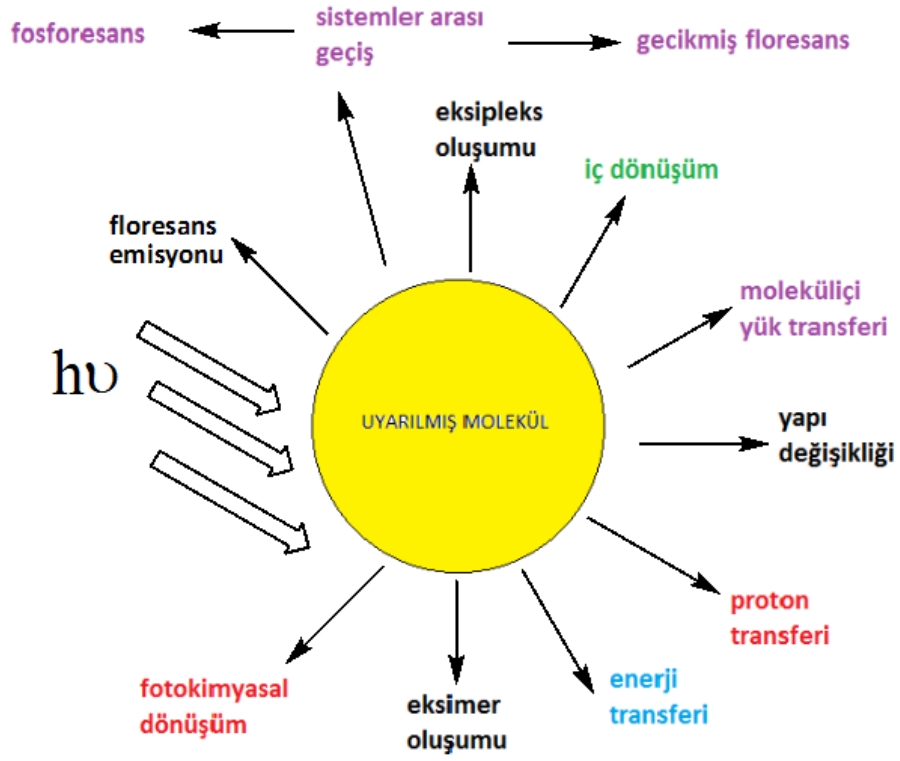 fosforesans
sistemler arası
geçiş
gecikmiş floresans
eksipleks
oluşumu
iç dönüşüm
floresans
emisyonu
moleküliçi
yük transferi
hυ
UYARILMIŞ MOLEKÜL
yapı
değişikliği
proton
transferi
fotokimyasal
dönüşüm
eksimer
oluşumu
enerji
transferi